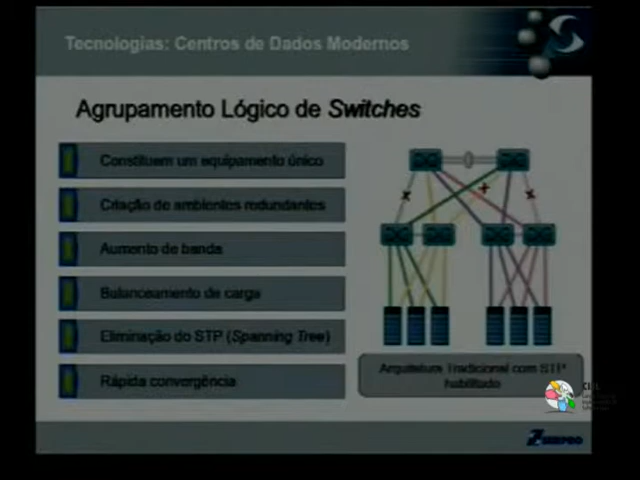 Tecnologias: Centros de Dados Modernos
Agrupamento Lógico de Switches
Constituem um equipamento único
Criação de ambientes redundantes
Aumento de banda
Balanceamento de carga
Eliminação do STP (Spanning Tree)
Rápida convergência
Arquitetura Tradicional com STP
habilitado
SERPRO